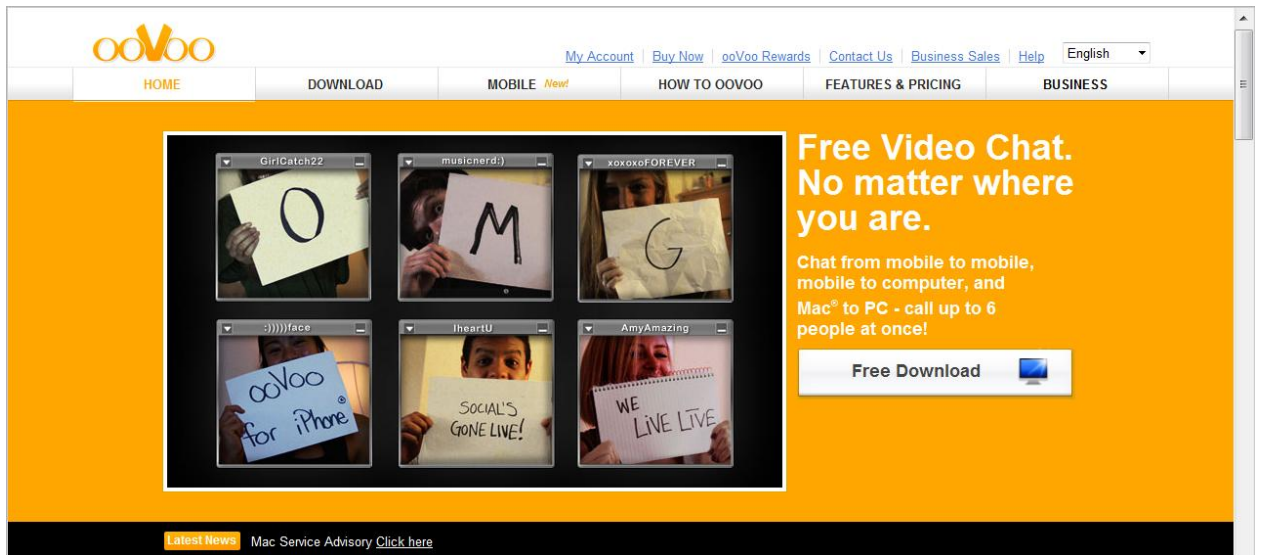 ooVoo
My Account | Buy Now | ooVoo Rewards | Contact Us | Business Sales | Help English
HOME DOWNLOAD MOBILE New! HOW TO OOVOO FEATURES & PRICING BUSINESS
GirlCatch22 musicnerd:) xoxoxoFOREVER
O M G
:)))))face IheartU AmyAmazing
ooVoo
for iPhone®
SOCIAL'S
GONE LIVE!
WE
LIVE LIVE
Free Video Chat.
No matter where
you are.
Chat from mobile to mobile,
mobile to computer, and
Mac® to PC - call up to 6
people at once!
Free Download
Latest News Mac Service Advisory Click here